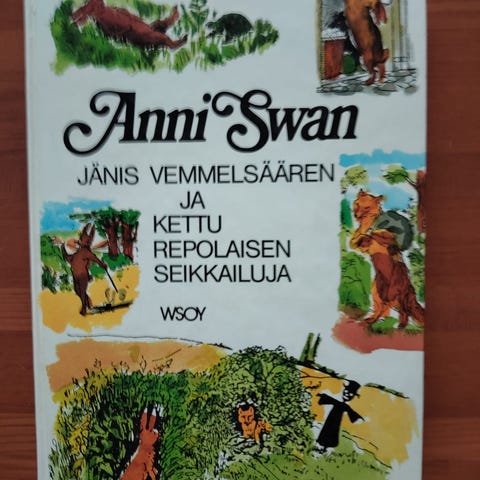 Anni Swan
JÄNIS VEMMELSÄÄREN
JA
KETTU
REPOLAISEN
SEIKKAILUJA
WSOY